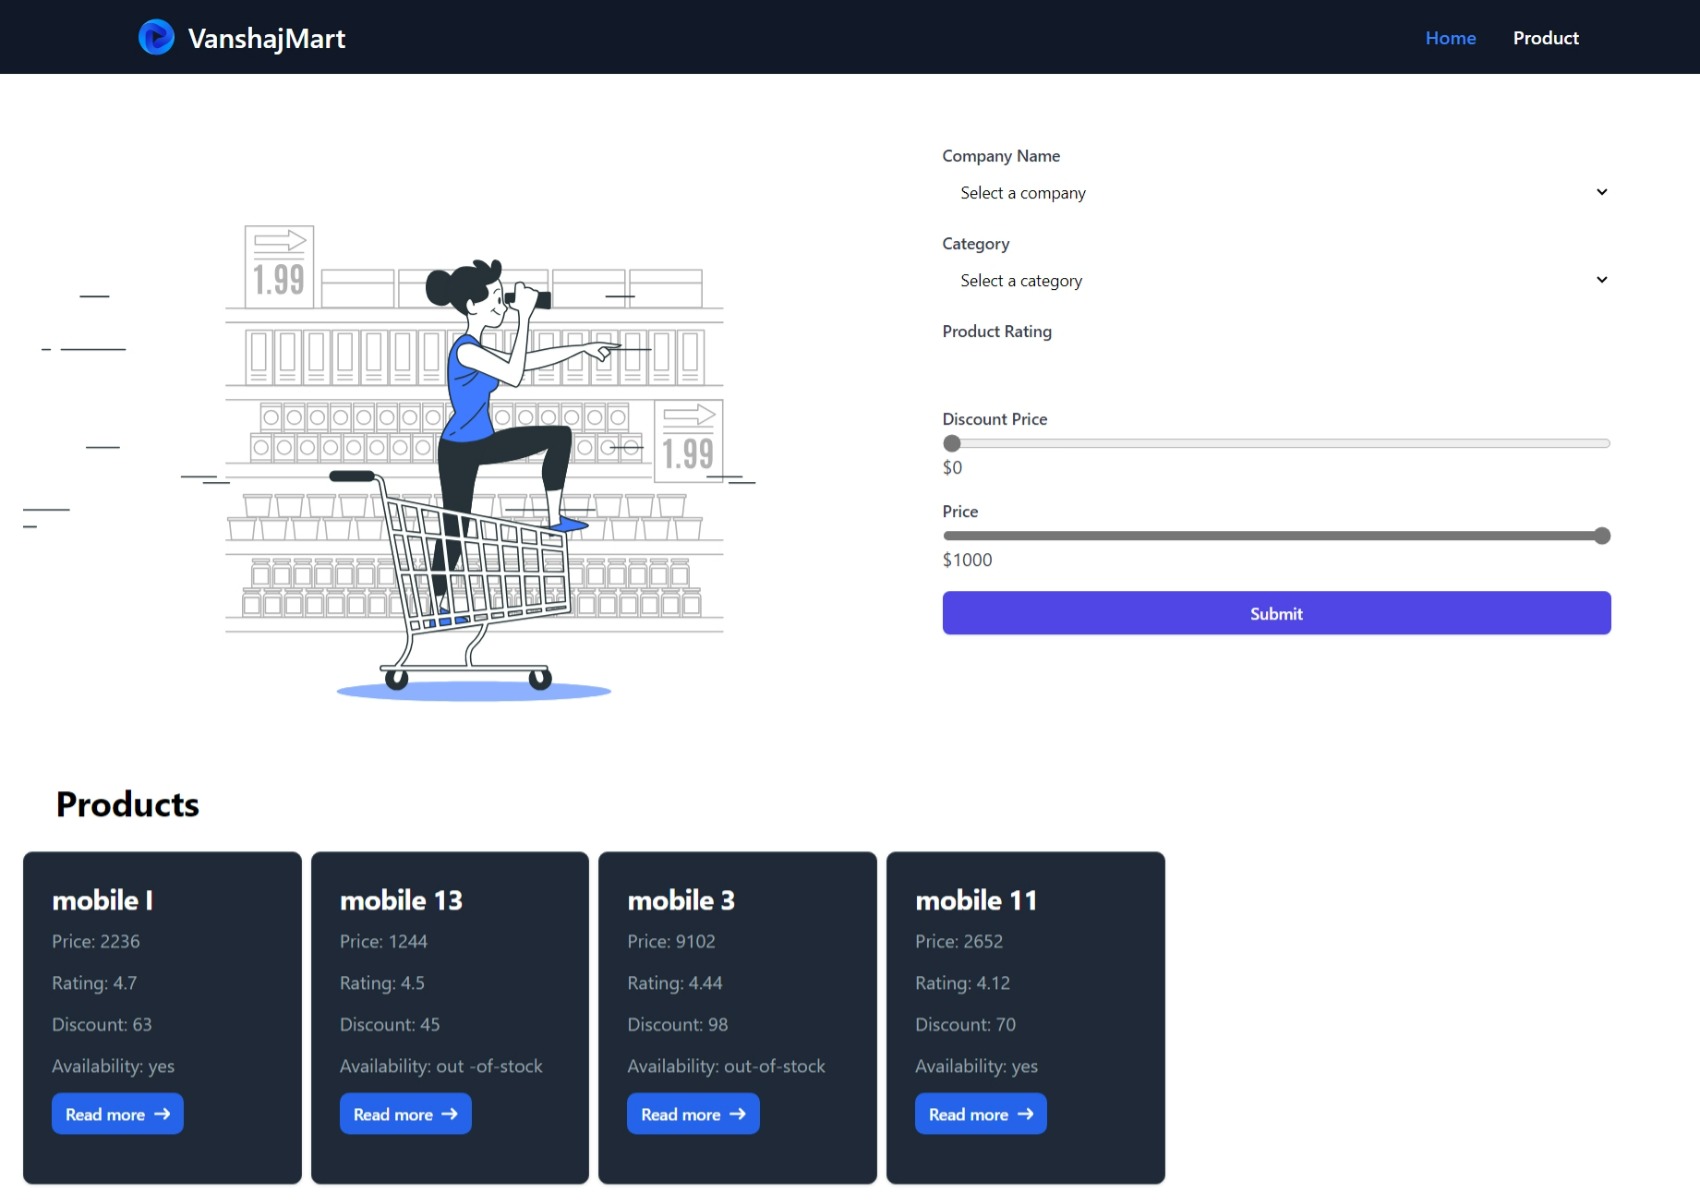 VanshajMart
Home
Product
Company Name
Select a company
Category
Select a category
Product Rating
Discount Price
$0
Price
$1000
Submit
1.99
1.99
Products
mobile I
Price: 2236
Rating: 4.7
Discount: 63
Availability: yes
Read more
mobile 13
Price: 1244
Rating: 4.5
Discount: 45
Availability: out -of-stock
Read more
mobile 3
Price: 9102
Rating: 4.44
Discount: 98
Availability: out-of-stock
Read more
mobile 11
Price: 2652
Rating: 4.12
Discount: 70
Availability: yes
Read more